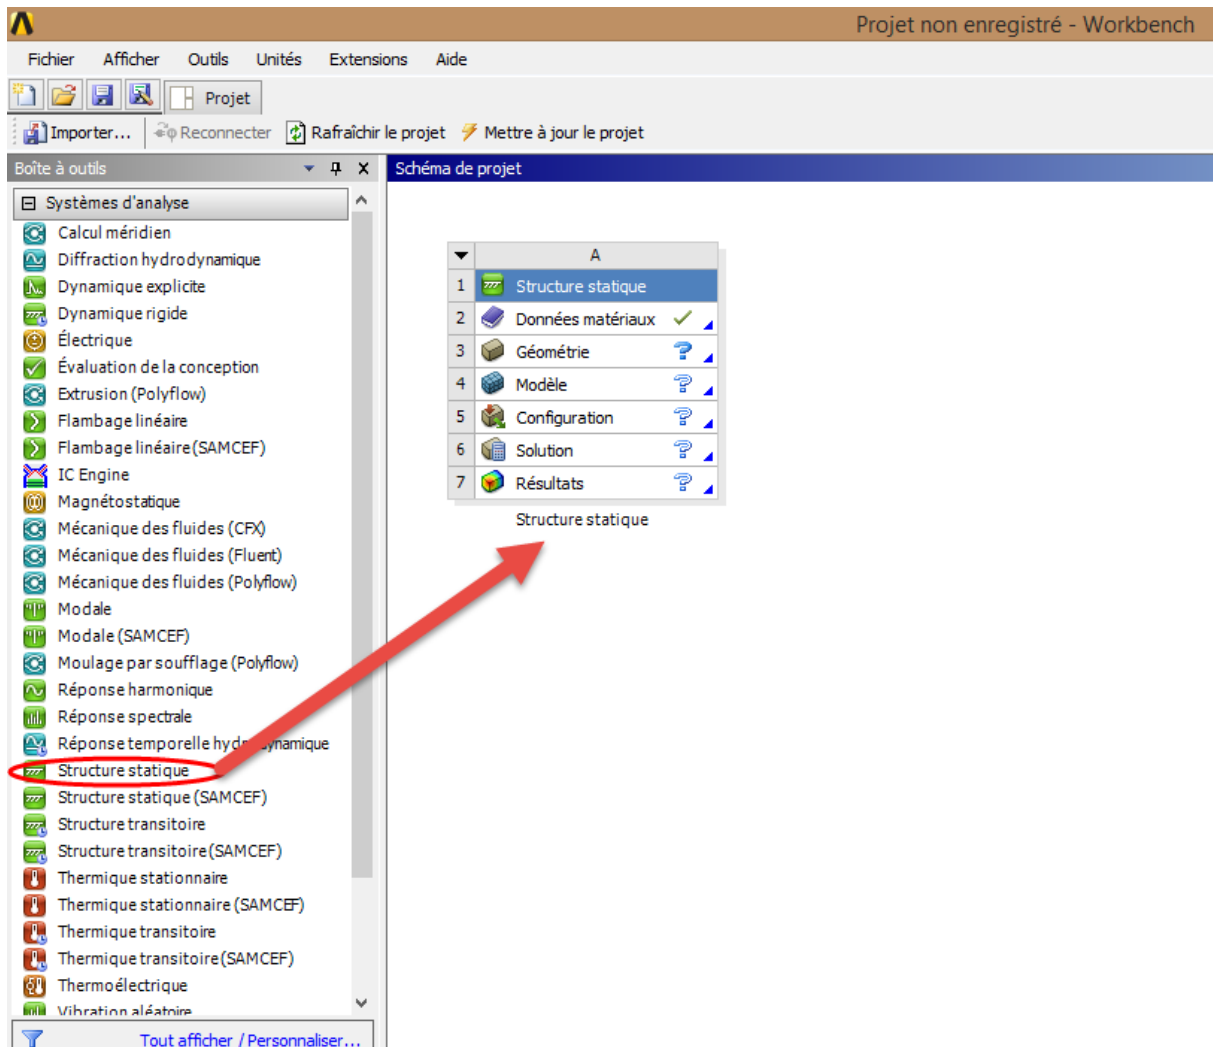 Projet non enregistré - Workbench
Fichier Afficher Outils Unités Extensions Aide
Projet
Importer... Reconnecter Rafraîchir le projet Mettre à jour le projet
Boîte à outils
Schéma de projet
Systèmes d'analyse
Calcul méridien
Diffraction hydrodynamique
Dynamique explicite
Dynamique rigide
Électrique
Évaluation de la conception
Extrusion (Polyflow)
Flambage linéaire
Flambage linéaire (SAMCEF)
IC Engine
Magnétostatique
Mécanique des fluides (CFX)
Mécanique des fluides (Fluent)
Mécanique des fluides (Polyflow)
Modale
Modale (SAMCEF)
Moulage par soufflage (Polyflow)
Réponse harmonique
Réponse spectrale
Réponse temporelle hydrodynamique
Structure statique
Structure statique (SAMCEF)
Structure transitoire
Structure transitoire (SAMCEF)
Thermique stationnaire
Thermique stationnaire (SAMCEF)
Thermique transitoire
Thermique transitoire (SAMCEF)
Thermoélectrique
Vibration aléatoire
Tout afficher / Personnaliser...
A
1 Structure statique
2 Données matériaux
3 Géométrie
4 Modèle
5 Configuration
6 Solution
7 Résultats
Structure statique